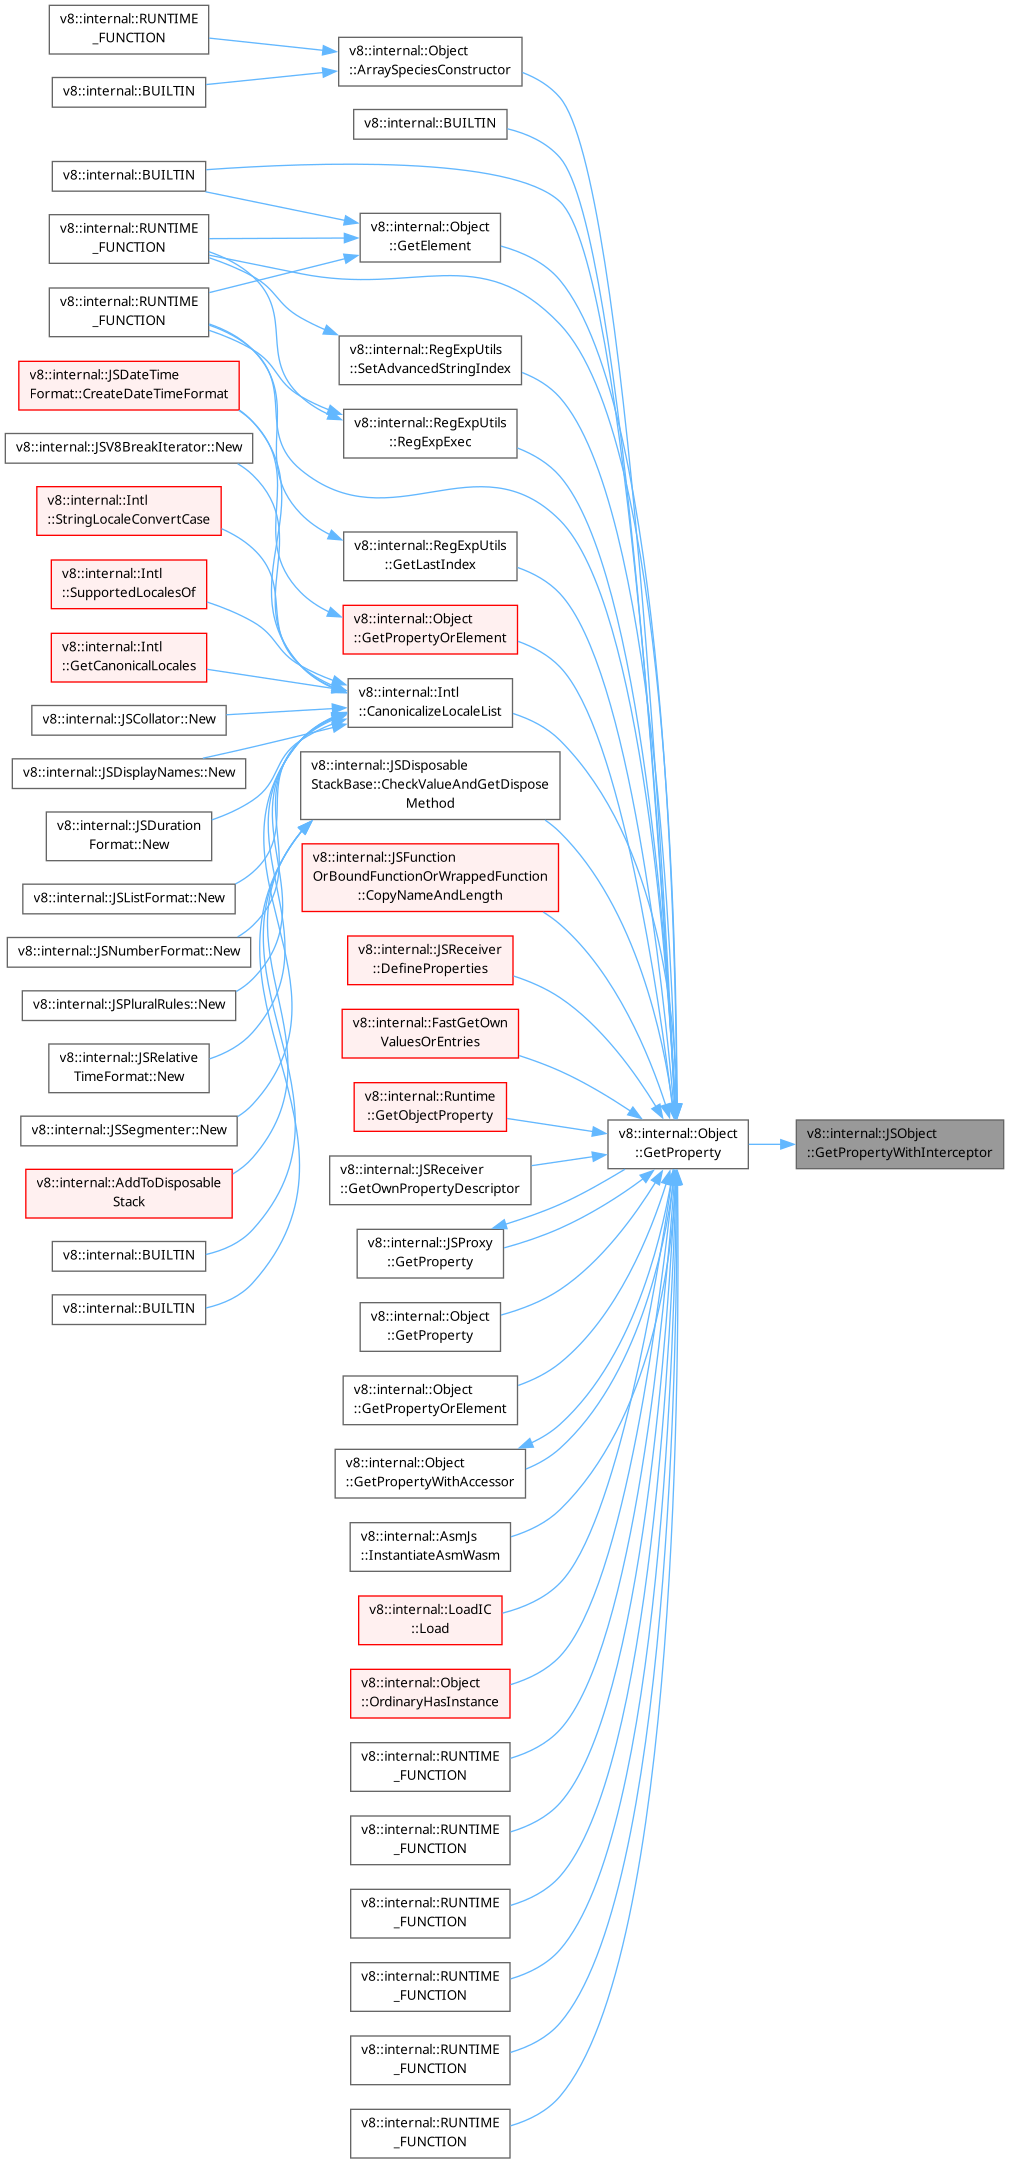 v8::internal::RUNTIME
_FUNCTION
v8::internal::BUILTIN
v8::internal::BUILTIN
v8::internal::RUNTIME
_FUNCTION
v8::internal::RUNTIME
_FUNCTION
v8::internal::JSDateTime
Format::CreateDateTimeFormat
v8::internal::JSV8BreakIterator::New
v8::internal::Intl
::StringLocaleConvertCase
v8::internal::Intl
::SupportedLocalesOf
v8::internal::Intl
::GetCanonicalLocales
v8::internal::JSCollator::New
v8::internal::JSDisplayNames::New
v8::internal::JSDuration
Format::New
v8::internal::JSListFormat::New
v8::internal::JSNumberFormat::New
v8::internal::JSPluralRules::New
v8::internal::JSRelative
TimeFormat::New
v8::internal::JSSegmenter::New
v8::internal::AddToDisposable
Stack
v8::internal::BUILTIN
v8::internal::BUILTIN
v8::internal::Object
::ArraySpeciesConstructor
v8::internal::BUILTIN
v8::internal::Object
::GetElement
v8::internal::RegExpUtils
::SetAdvancedStringIndex
v8::internal::RegExpUtils
::RegExpExec
v8::internal::RegExpUtils
::GetLastIndex
v8::internal::Object
::GetPropertyOrElement
v8::internal::Intl
::CanonicalizeLocaleList
v8::internal::JSDisposable
StackBase::CheckValueAndGetDispose
Method
v8::internal::JSFunction
OrBoundFunctionOrWrappedFunction
::CopyNameAndLength
v8::internal::JSReceiver
::DefineProperties
v8::internal::FastGetOwn
ValuesOrEntries
v8::internal::Runtime
::GetObjectProperty
v8::internal::JSReceiver
::GetOwnPropertyDescriptor
v8::internal::JSProxy
::GetProperty
v8::internal::Object
::GetProperty
v8::internal::Object
::GetPropertyOrElement
v8::internal::Object
::GetPropertyWithAccessor
v8::internal::AsmJs
::InstantiateAsmWasm
v8::internal::LoadIC
::Load
v8::internal::Object
::OrdinaryHasInstance
v8::internal::RUNTIME
_FUNCTION
v8::internal::RUNTIME
_FUNCTION
v8::internal::RUNTIME
_FUNCTION
v8::internal::RUNTIME
_FUNCTION
v8::internal::RUNTIME
_FUNCTION
v8::internal::RUNTIME
_FUNCTION
v8::internal::Object
::GetProperty
v8::internal::JSObject
::GetPropertyWithInterceptor